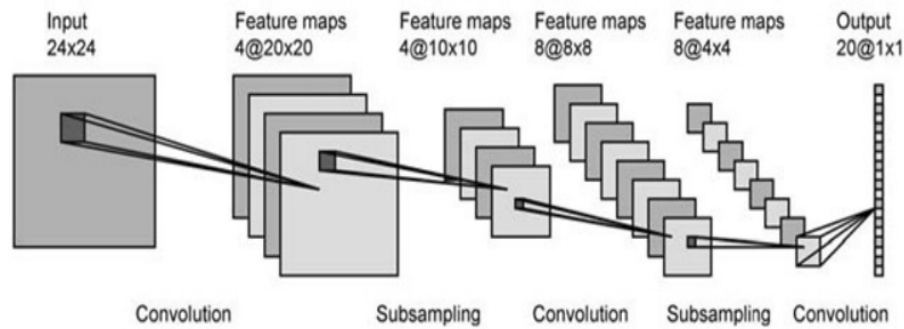 Input
24x24
Feature maps
4@20x20
Feature maps
4@10x10
Feature maps
8@8x8
Feature maps
8@4x4
Output
20@1x1
Convolution
Subsampling
Convolution
Subsampling
Convolution